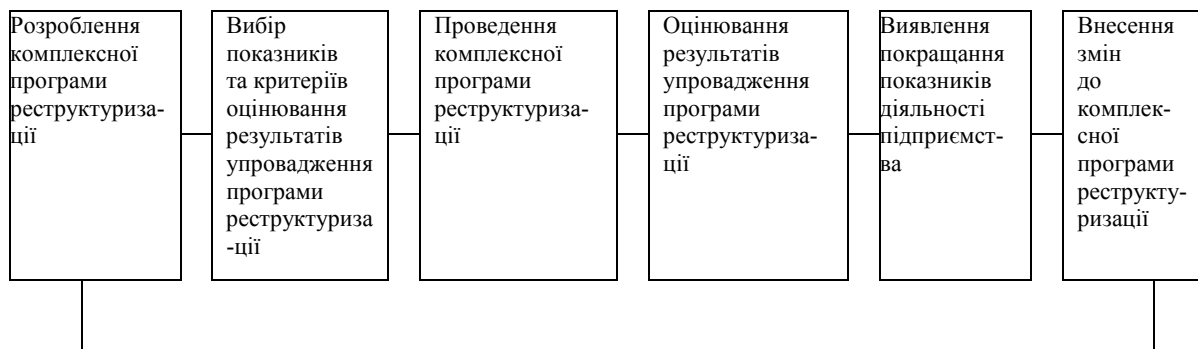 Розроблення
комплексної
програми
реструктуриза-
ції
Вибір
показників
та критеріїв
оцінювання
результатів
упровадження
програми
реструктуриза
-ції
Проведення
комплексної
програми
реструктуриза-
ції
Оцінювання
результатів
упровадження
програми
реструктуриза-
ції
Виявлення
покращання
показників
діяльності
підприємст-
ва
Внесення
змін
до
комплек-
сної
програми
реструкту-
ризації